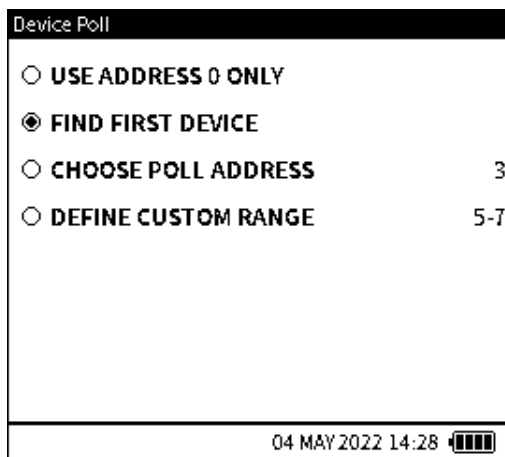 Device Poll
USE ADDRESS 0 ONLY
FIND FIRST DEVICE
CHOOSE POLL ADDRESS 3
DEFINE CUSTOM RANGE 5-7
04 MAY 2022 14:28